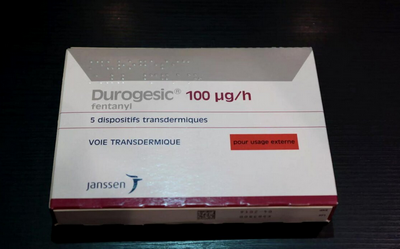 Durogesic® 100 µg/h
fentanyl
5 dispositifs transdermiques
VOIE TRANSDERMIQUE
pour usage externe
janssen